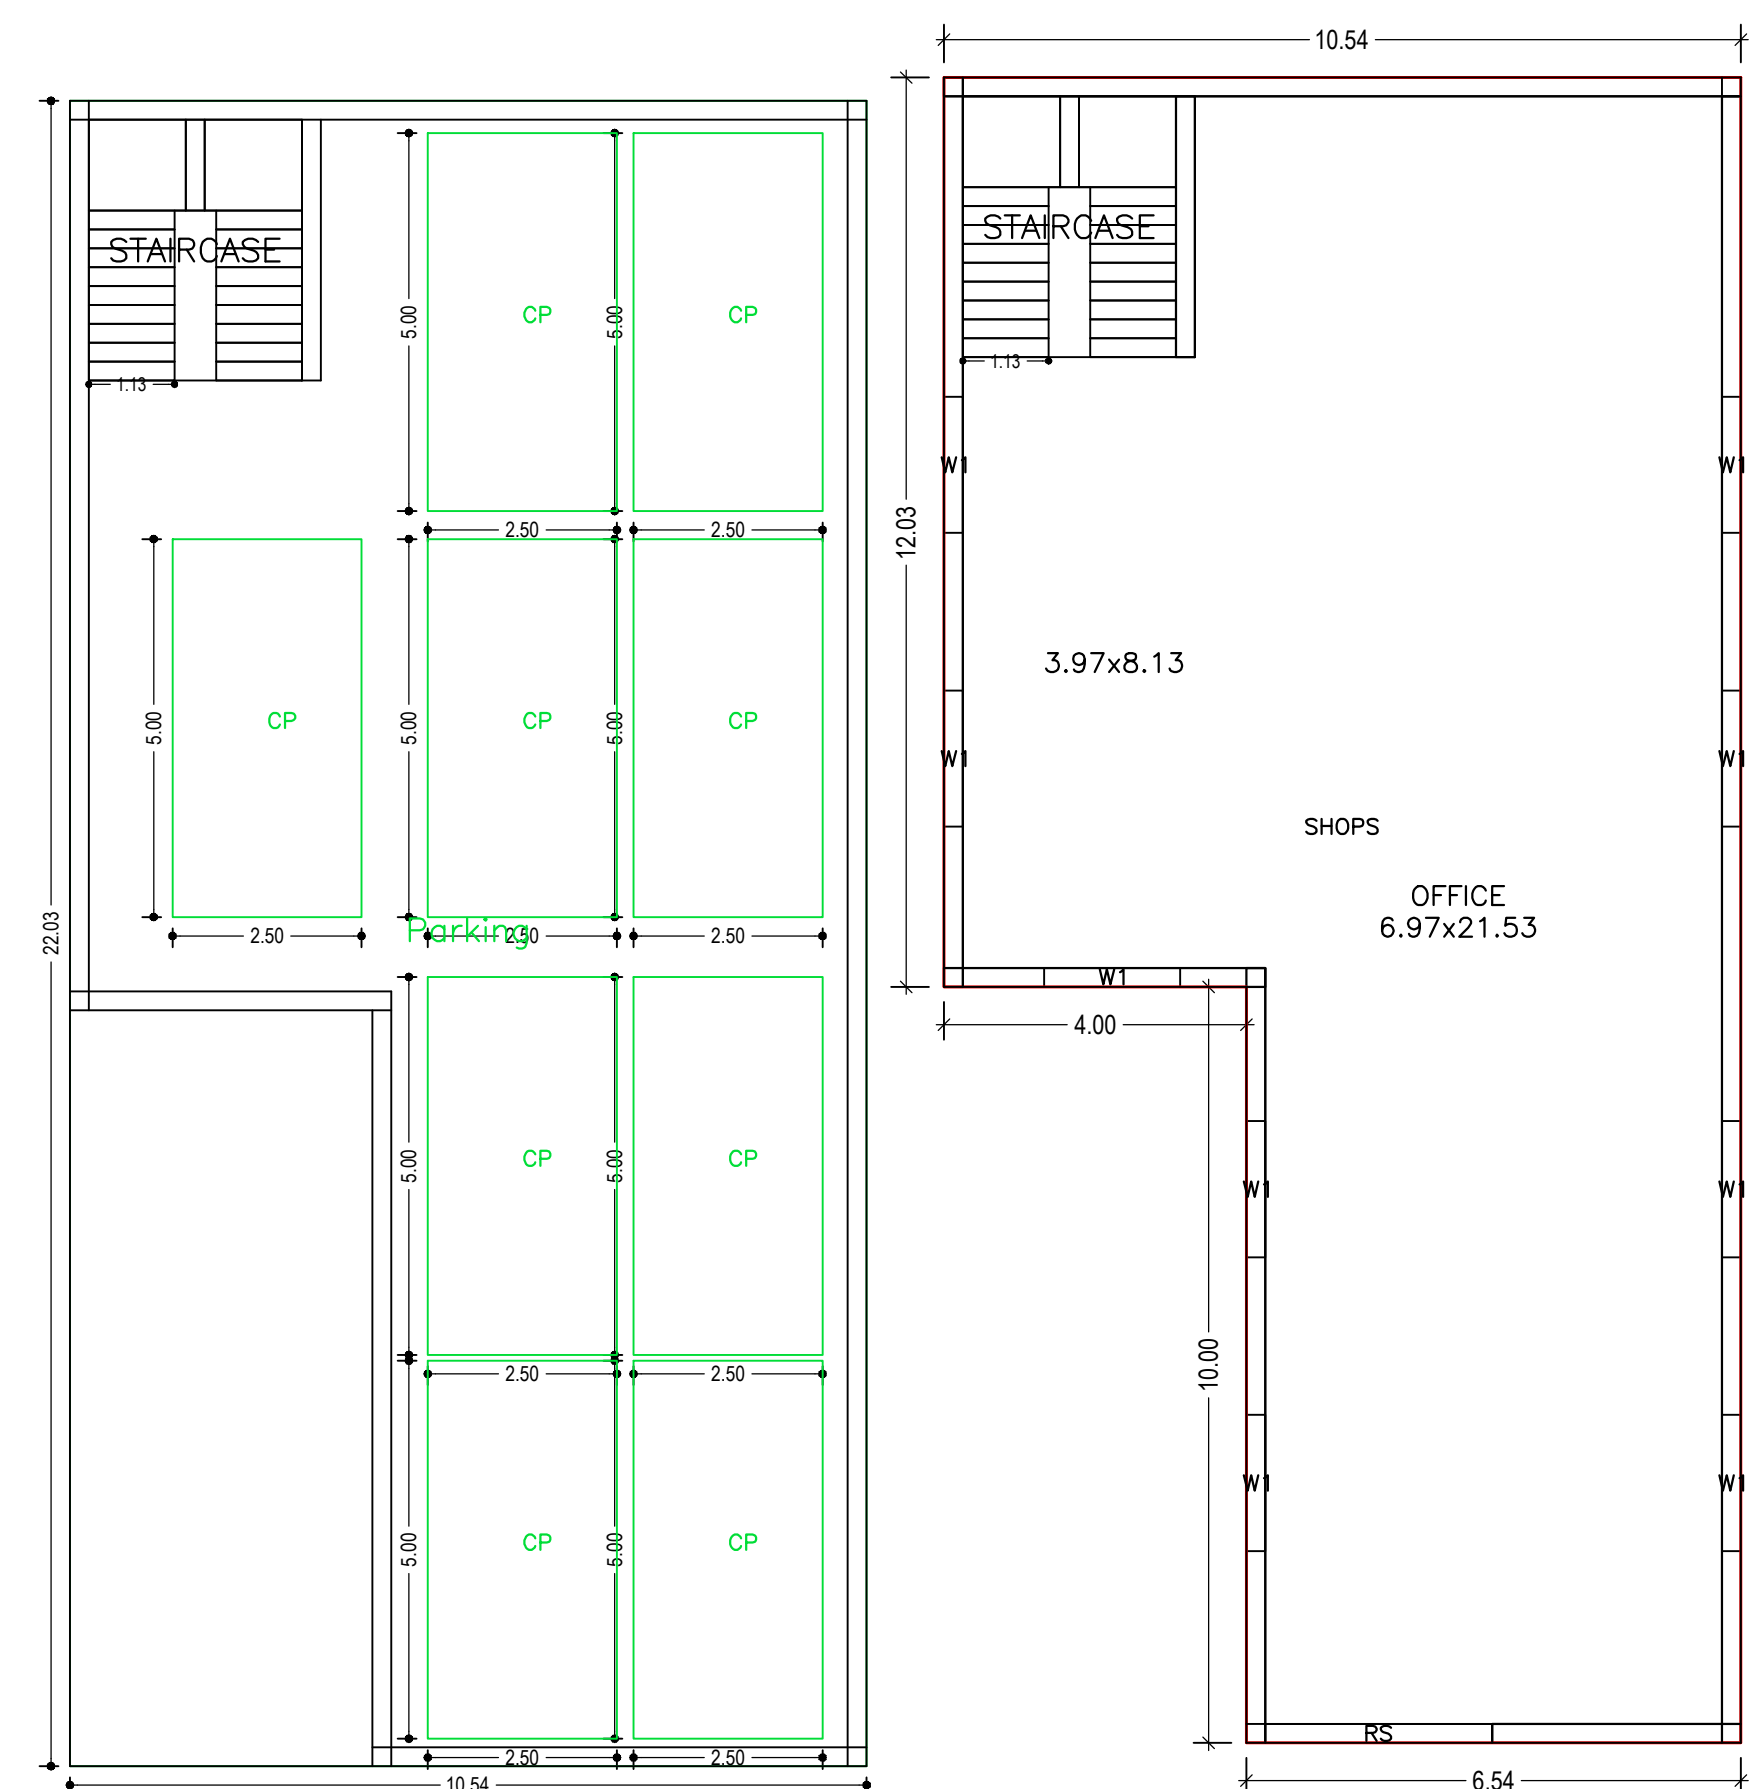 10.54
STAIRCASE
STAIRCASE
5.00
CP
5.00
CP
1.13
1.13
W1
W1
2.50
2.50
12.03
3.97x8.13
5.00
CP
5.00
CP
5.00
CP
W1
W1
SHOPS
OFFICE
6.97x21.53
22.03
2.50
Parking
2.50
2.50
W1
4.00
5.00
CP
5.00
CP
W1
W1
10.00
2.50
2.50
W1
W1
5.00
CP
5.00
CP
RS
2.50
2.50
10.54
6.54